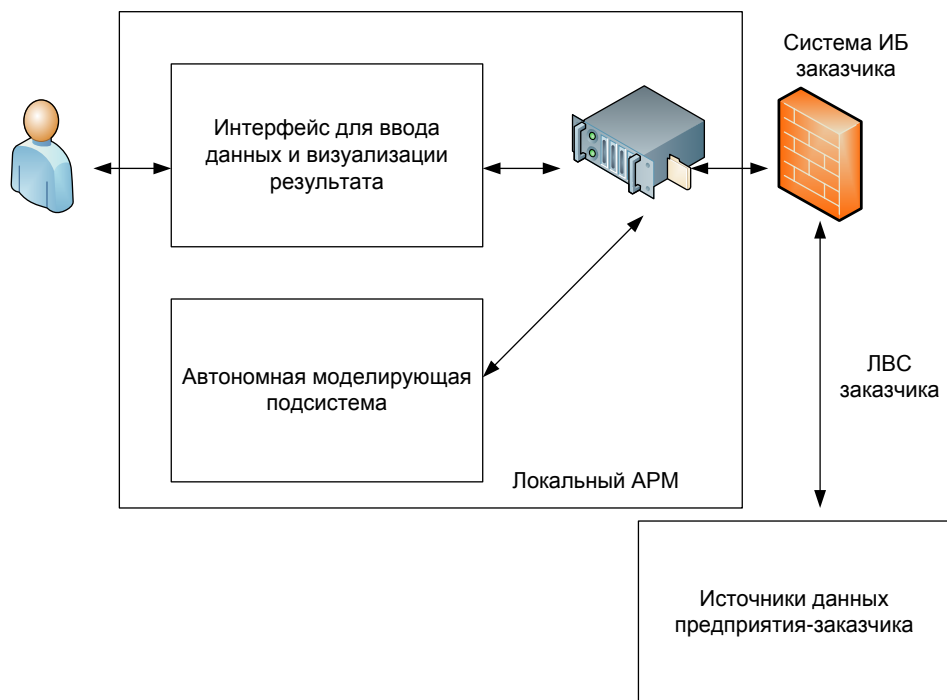 Система ИБ
заказчика
Интерфейс для ввода
данных и визуализации
результата
Автономная моделирующая
подсистема
ЛВС
заказчика
Локальный АРМ
Источники данных
предприятия-заказчика